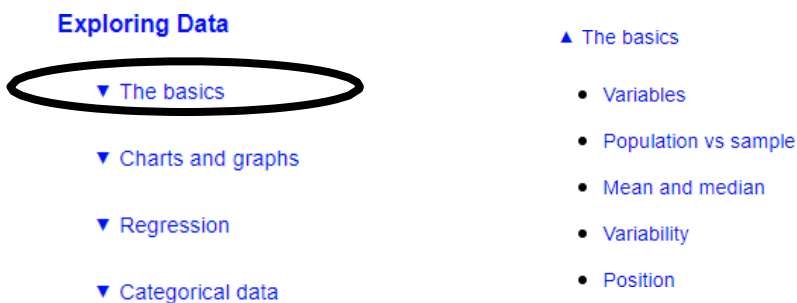 Exploring Data
▼ The basics
▼ Charts and graphs
▼ Regression
▼ Categorical data
▲ The basics
• Variables
• Population vs sample
• Mean and median
• Variability
• Position